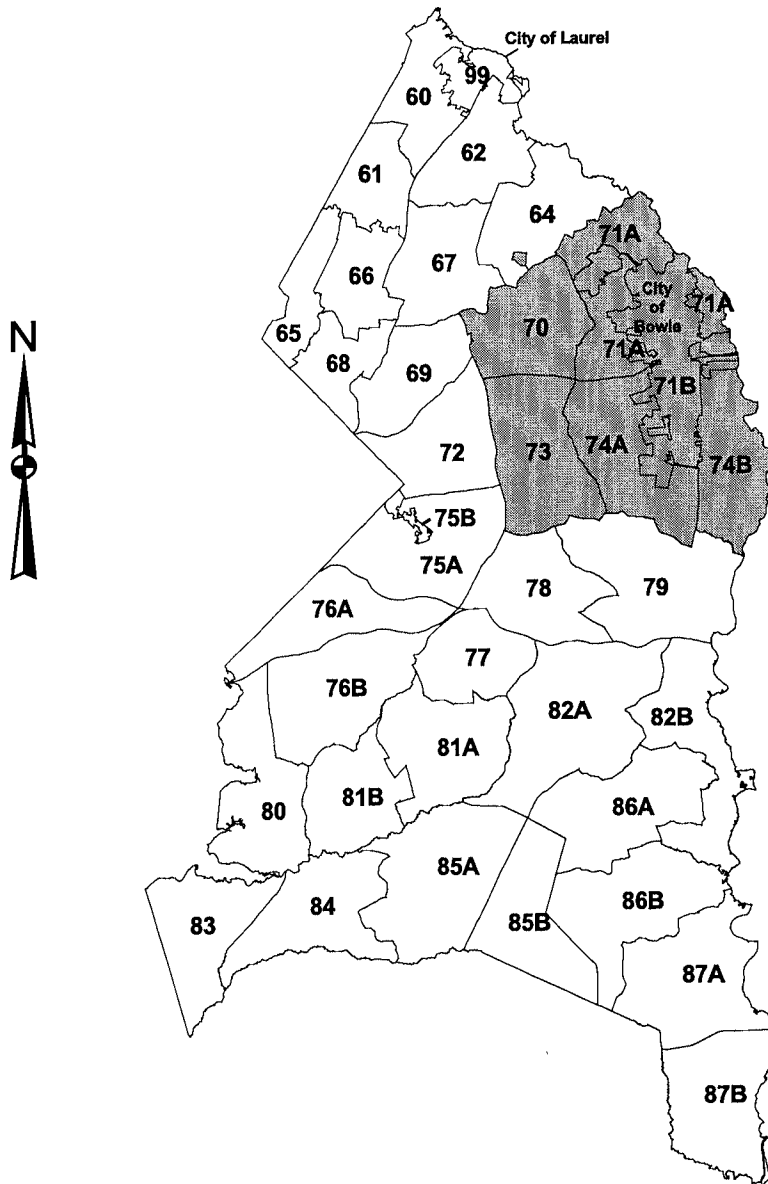 City of Laurel
99
60
62
61
64
71A
66
67
City
of
Bowie
71A
N
65
70
71A
68
69
71B
72
73
74A
74B
75B
75A
78
79
76A
77
76B
82A
82B
81A
81B
80
86A
85A
86B
84
83
85B
87A
87B